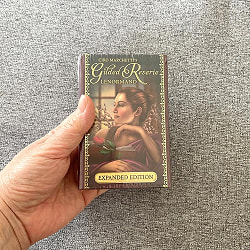 CIRO MARCHETTI'S
Gilded Reverie
LENORMAND
EXPANDED EDITION